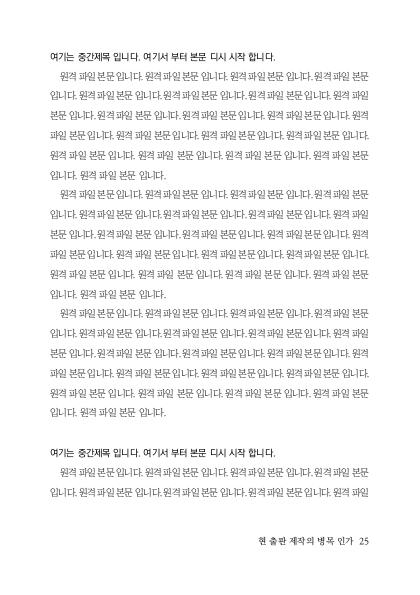 여기는 중간제목 입니다. 여기서 부터 본문 디시 시작 합니다.
원격 파일 본문 입니다. 원격 파일 본문 입니다. 원격 파일 본문 입니다. 원격 파일 본문
입니다. 원격 파일 본문 입니다. 원격 파일 본문 입니다. 원격 파일 본문 입니다. 원격 파일
본문 입니다. 원격 파일 본문 입니다. 원격 파일 본문 입니다. 원격 파일 본문 입니다. 원격
파일 본문 입니다. 원격 파일 본문 입니다. 원격 파일 본문 입니다. 원격 파일 본문 입니다.
원격 파일 본문 입니다. 원격 파일 본문 입니다. 원격 파일 본문 입니다. 원격 파일 본문
입니다. 원격 파일 본문 입니다.
원격 파일 본문 입니다. 원격 파일 본문 입니다. 원격 파일 본문 입니다. 원격 파일 본문
입니다. 원격 파일 본문 입니다. 원격 파일 본문 입니다. 원격 파일 본문 입니다. 원격 파일
본문 입니다. 원격 파일 본문 입니다. 원격 파일 본문 입니다. 원격 파일 본문 입니다. 원격
파일 본문 입니다. 원격 파일 본문 입니다. 원격 파일 본문 입니다. 원격 파일 본문 입니다.
원격 파일 본문 입니다. 원격 파일 본문 입니다. 원격 파일 본문 입니다. 원격 파일 본문
입니다. 원격 파일 본문 입니다.
원격 파일 본문 입니다. 원격 파일 본문 입니다. 원격 파일 본문 입니다. 원격 파일 본문
입니다. 원격 파일 본문 입니다. 원격 파일 본문 입니다. 원격 파일 본문 입니다. 원격 파일
본문 입니다. 원격 파일 본문 입니다. 원격 파일 본문 입니다. 원격 파일 본문 입니다. 원격
파일 본문 입니다. 원격 파일 본문 입니다. 원격 파일 본문 입니다. 원격 파일 본문 입니다.
원격 파일 본문 입니다. 원격 파일 본문 입니다. 원격 파일 본문 입니다. 원격 파일 본문
입니다. 원격 파일 본문 입니다.
여기는 중간제목 입니다. 여기서 부터 본문 디시 시작 합니다.
원격 파일 본문 입니다. 원격 파일 본문 입니다. 원격 파일 본문 입니다. 원격 파일 본문
입니다. 원격 파일 본문 입니다. 원격 파일 본문 입니다. 원격 파일 본문 입니다. 원격 파일
현 출판 제작의 병목 인가 25